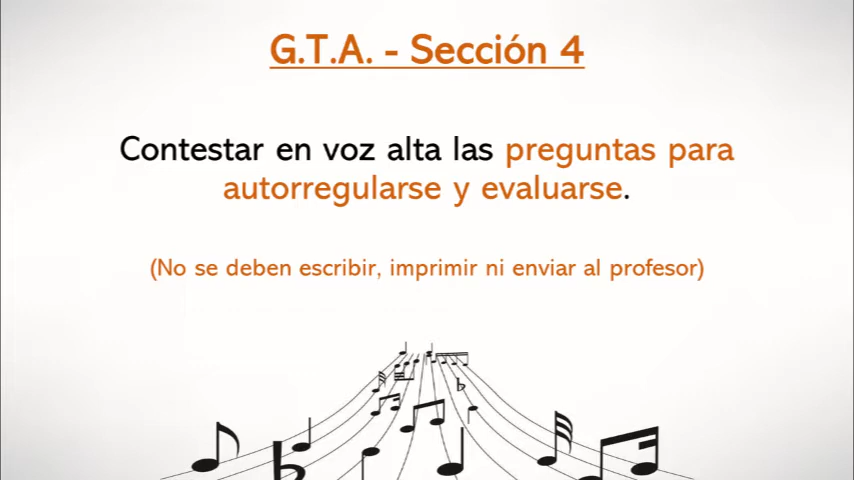 G.T.A. - Sección 4
Contestar en voz alta las preguntas para
autorregularse y evaluarse.
(No se deben escribir, imprimir ni enviar al profesor)